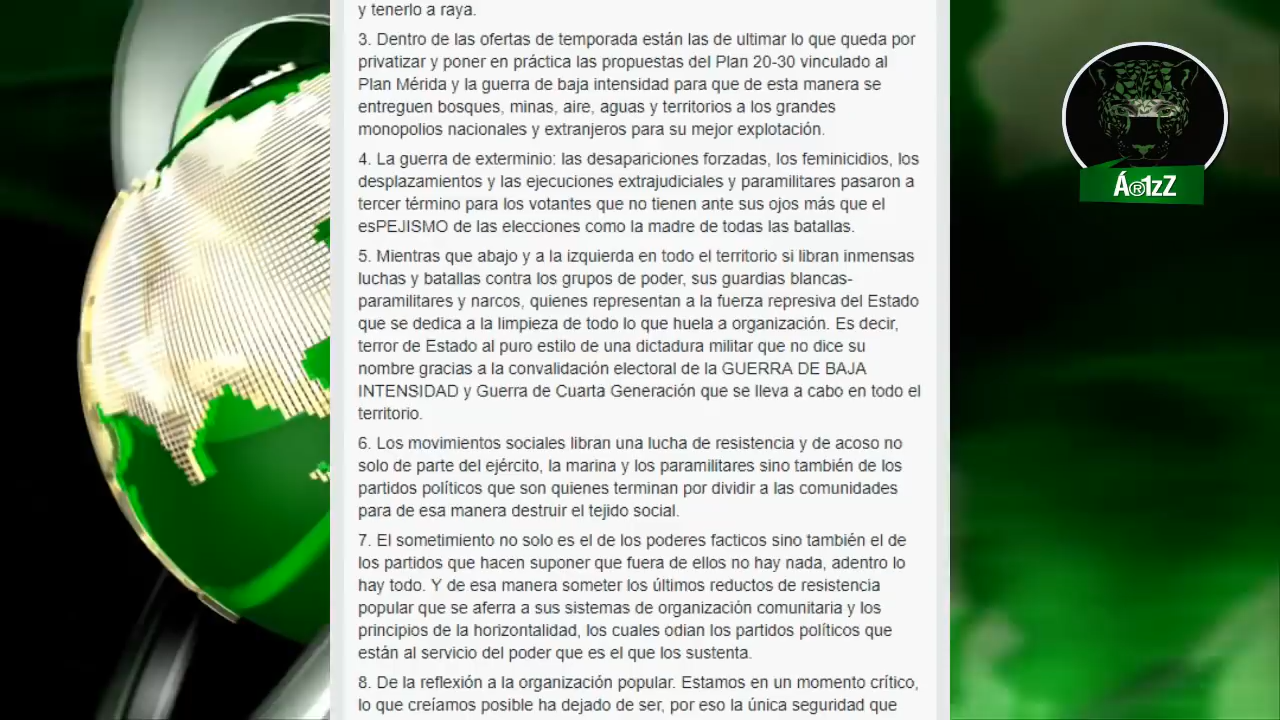 y tenerlo a raya.
3. Dentro de las ofertas de temporada están las de ultimar lo que queda por
privatizar y poner en práctica las propuestas del Plan 20-30 vinculado al
Plan Mérida y la guerra de baja intensidad para que de esta manera se
entreguen bosques, minas, aire, aguas y territorios a los grandes
monopolios nacionales y extranjeros para su mejor explotación.
4. La guerra de exterminio: las desapariciones forzadas, los feminicidios, los
desplazamientos y las ejecuciones extrajudiciales y paramilitares pasaron a
tercer término para los votantes que no tienen ante sus ojos más que el
esPEJISMO de las elecciones como la madre de todas las batallas.
5. Mientras que abajo y a la izquierda en todo el territorio si libran inmensas
luchas y batallas contra los grupos de poder, sus guardias blancas-
paramilitares y narcos, quienes representan a la fuerza represiva del Estado
que se dedica a la limpieza de todo lo que huela a organización. Es decir,
terror de Estado al puro estilo de una dictadura militar que no dice su
nombre gracias a la convalidación electoral de la GUERRA DE BAJA
INTENSIDAD y Guerra de Cuarta Generación que se lleva a cabo en todo el
territorio.
6. Los movimientos sociales libran una lucha de resistencia y de acoso no
solo de parte del ejército, la marina y los paramilitares sino también de los
partidos políticos que son quienes terminan por dividir a las comunidades
para de esa manera destruir el tejido social.
7. El sometimiento no solo es el de los poderes facticos sino también el de
los partidos que hacen suponer que fuera de ellos no hay nada, adentro lo
hay todo. Y de esa manera someter los últimos reductos de resistencia
popular que se aferra a sus sistemas de organización comunitaria y los
principios de la horizontalidad, los cuales odian los partidos políticos que
están al servicio del poder que es el que los sustenta.
8. De la reflexión a la organización popular. Estamos en un momento crítico,
lo que creíamos posible ha dejado de ser, por eso la única seguridad que
Á®1zZ